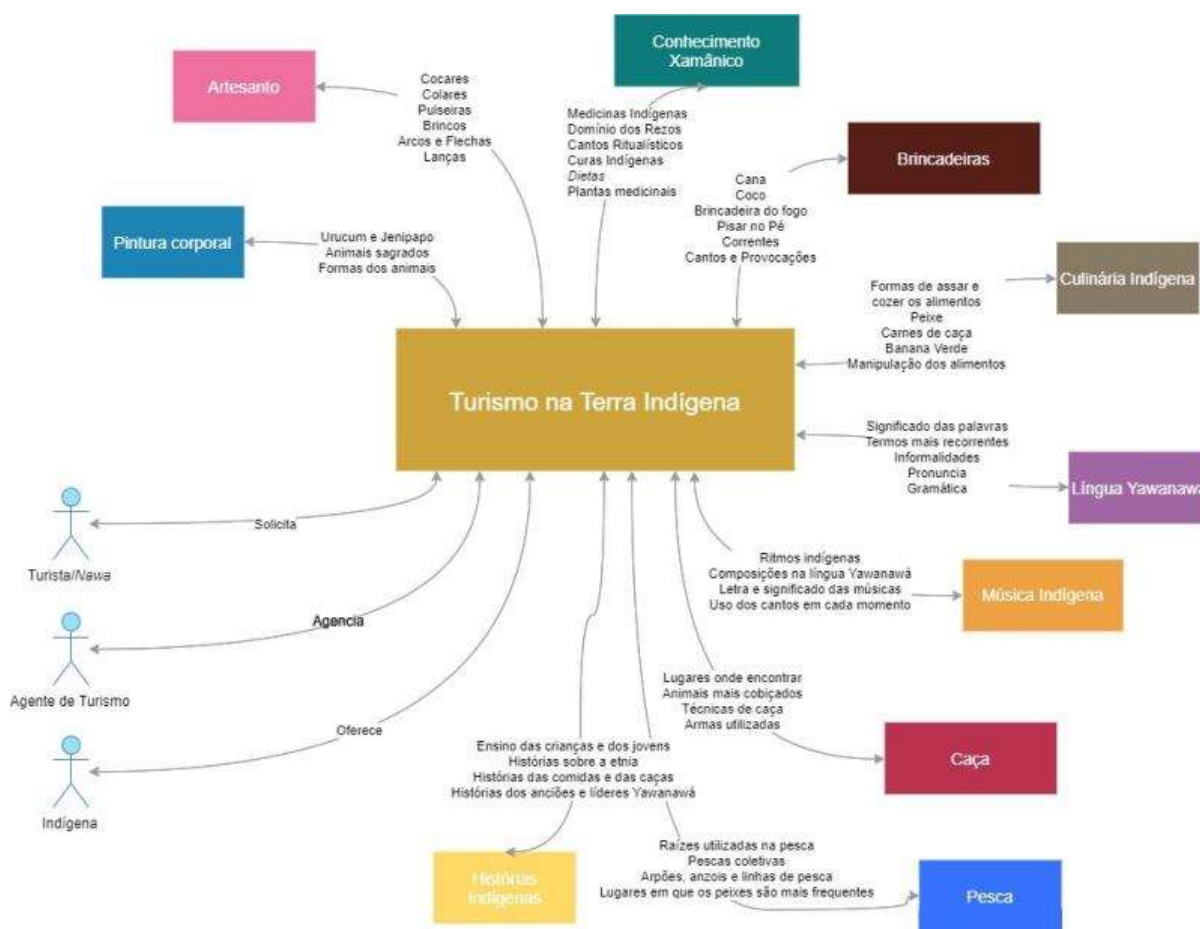 Conhecimento
Xamânico
Artesanto
Cocares
Colares
Pulseiras
Brincos
Arcos e Flechas
Lanças
Medicinas Indígenas
Domínio dos Rezos
Cantos Ritualísticos
Curas Indígenas
Dietas
Plantas medicinais
Brincadeiras
Cana
Coco
Brincadeira do fogo
Pisar no Pé
Correntes
Cantos e Provocações
Pintura corporal
Urucum e Jenipapo
Animais sagrados
Formas dos animais
Culinária Indígena
Formas de assar e
cozer os alimentos
Peixe
Carnes de caça
Banana Verde
Manipulação dos alimentos
Turismo na Terra Indígena
Significado das palavras
Termos mais recorrentes
Informalidades
Pronuncia
Gramática
Língua Yawanawa
Solicita
Turista/Nawa
Ritmos indígenas
Composições na língua Yawanawá
Letra e significado das músicas
Uso dos cantos em cada momento
Música Indígena
Agencia
Agente de Turismo
Lugares onde encontrar
Animais mais cobiçados
Técnicas de caça
Armas utilizadas
Caça
Oferece
Indígena
Ensino das crianças e dos jovens
Histórias sobre a etnia
Histórias das comidas e das caças
Histórias dos anciões e líderes Yawanawá
Histórias
Indígenas
Raízes utilizadas na pesca
Pescas coletivas
Arpões, anzois e linhas de pesca
Lugares em que os peixes são mais frequentes
Pesca